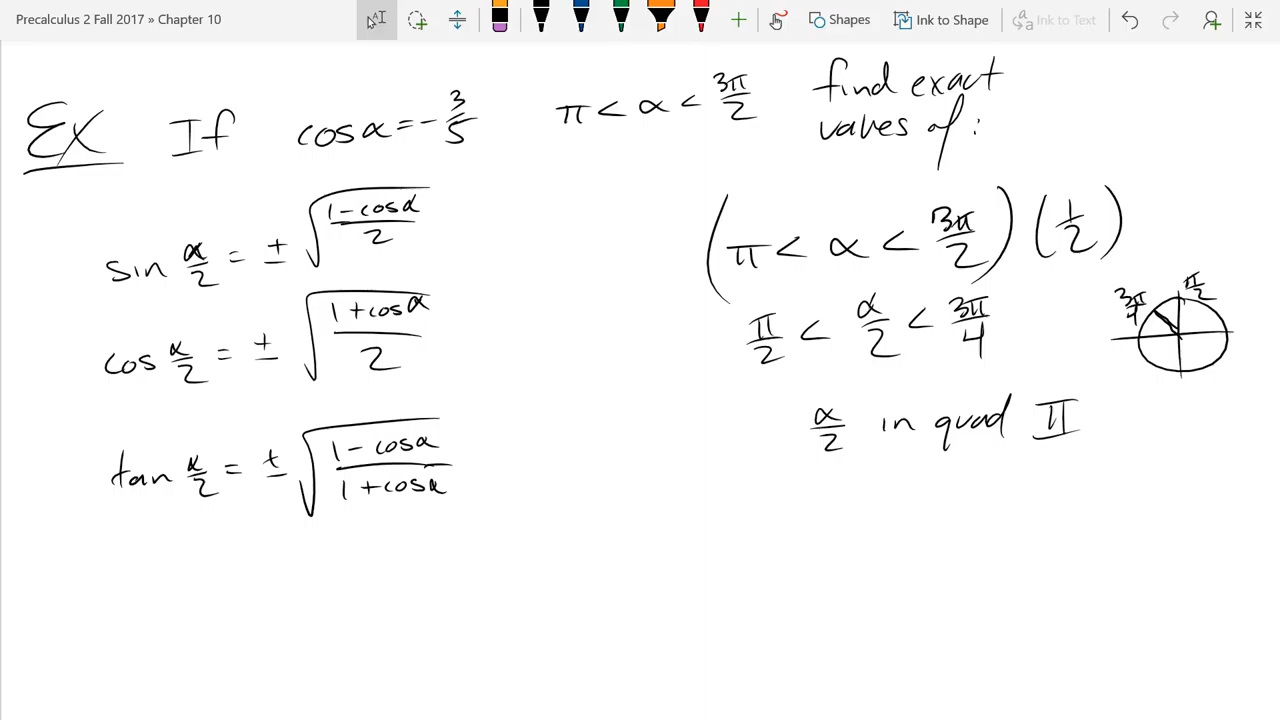 Precalculus 2 Fall 2017 » Chapter 10
Shapes
Ink to Shape
Ink to Text
EX If cos α = -3/5 π < α < 3π/2 find exact
values of:
sin α/2 = ± √((1 - cos α)/2)
cos α/2 = ± √((1 + cos α)/2)
tan α/2 = ± √((1 - cos α)/(1 + cos α))
(π < α < 3π/2)(1/2)
π/2 < α/2 < 3π/4
3π/4
π/2
α/2 in quad II